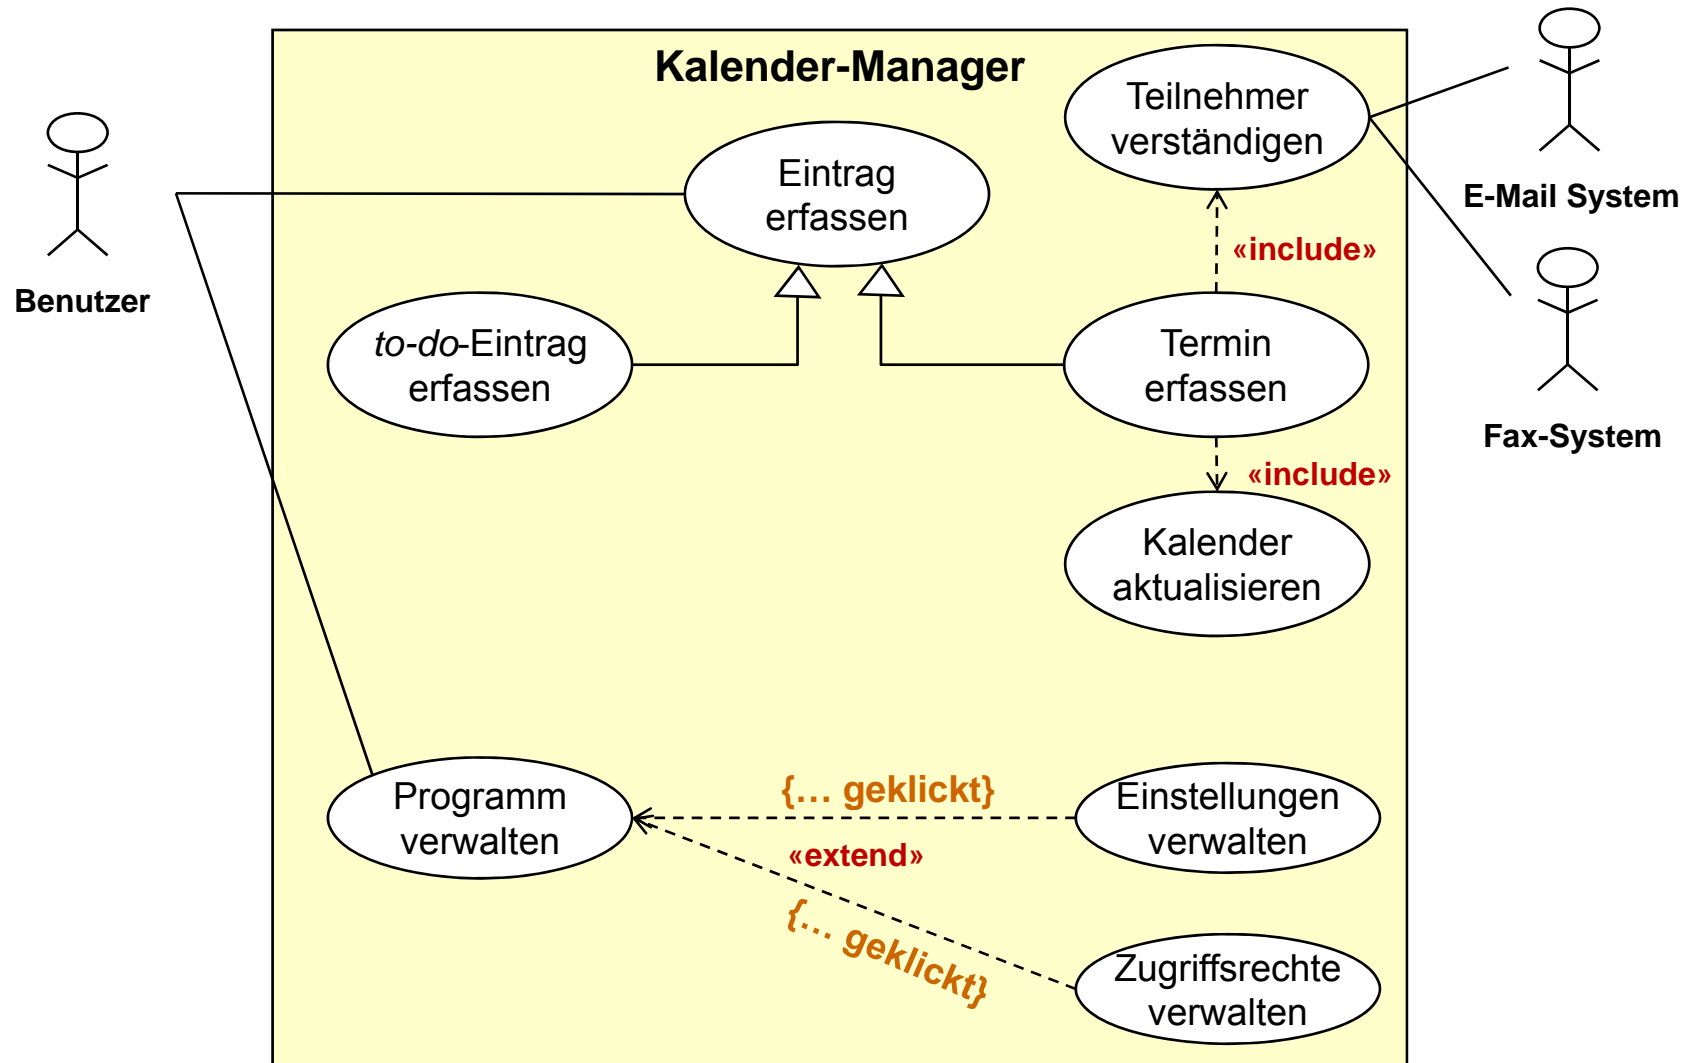 Kalender-Manager
Teilnehmer
verständigen
E-Mail System
Eintrag
erfassen
«include»
Benutzer
to-do-Eintrag
erfassen
Termin
erfassen
Fax-System
«include»
Kalender
aktualisieren
Programm
verwalten
{… geklickt}
Einstellungen
verwalten
«extend»
{… geklickt}
Zugriffsrechte
verwalten